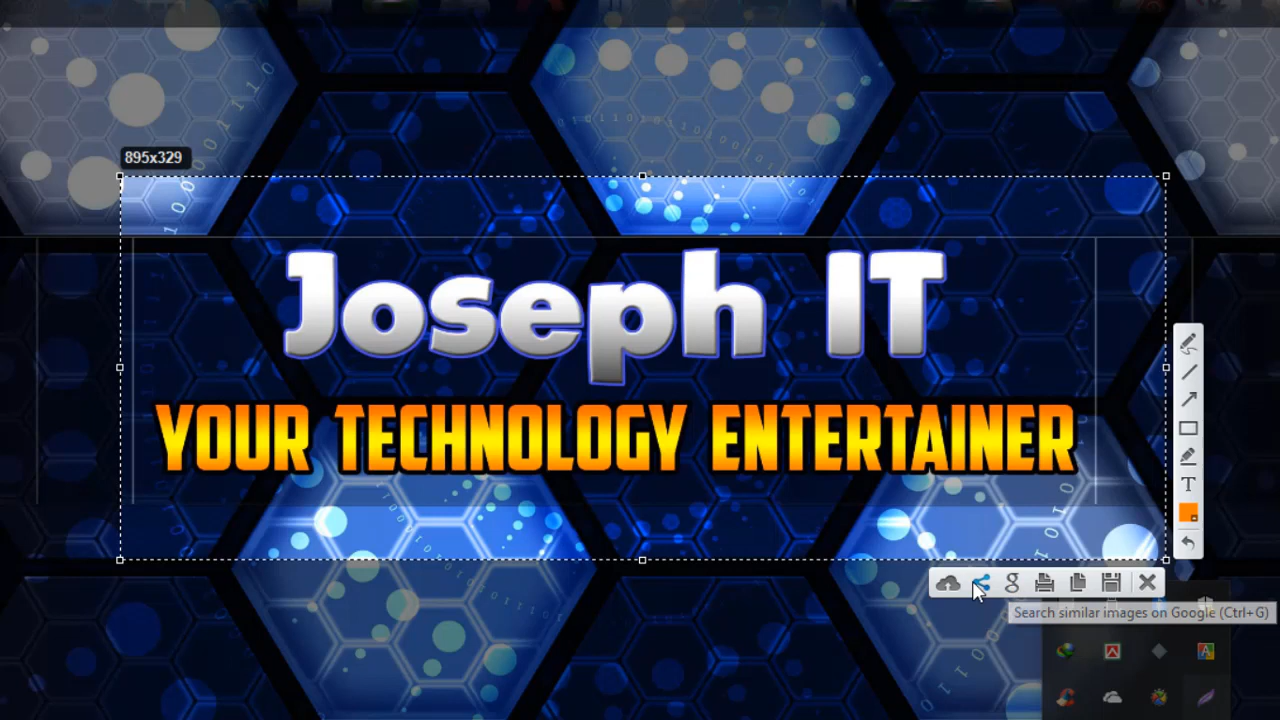 895x329
Joseph IT
YOUR TECHNOLOGY ENTERTAINER
T
g
Search similar images on Google (Ctrl+G)
A